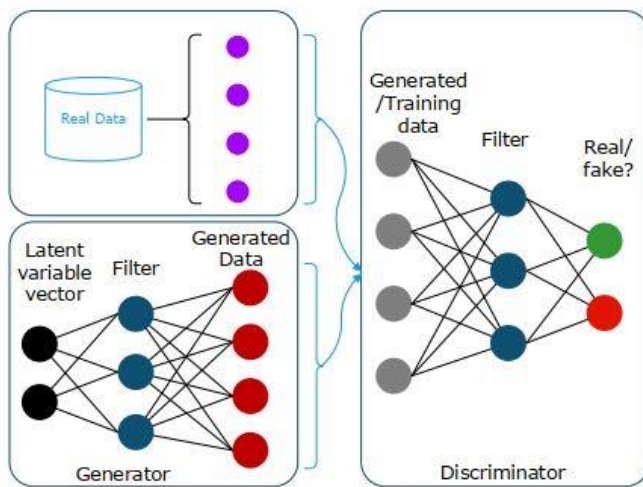 Real Data
Latent
variable
vector
Filter
Generated
Data
Generator
Generated
/Training
data
Filter
Real/
fake?
Discriminator